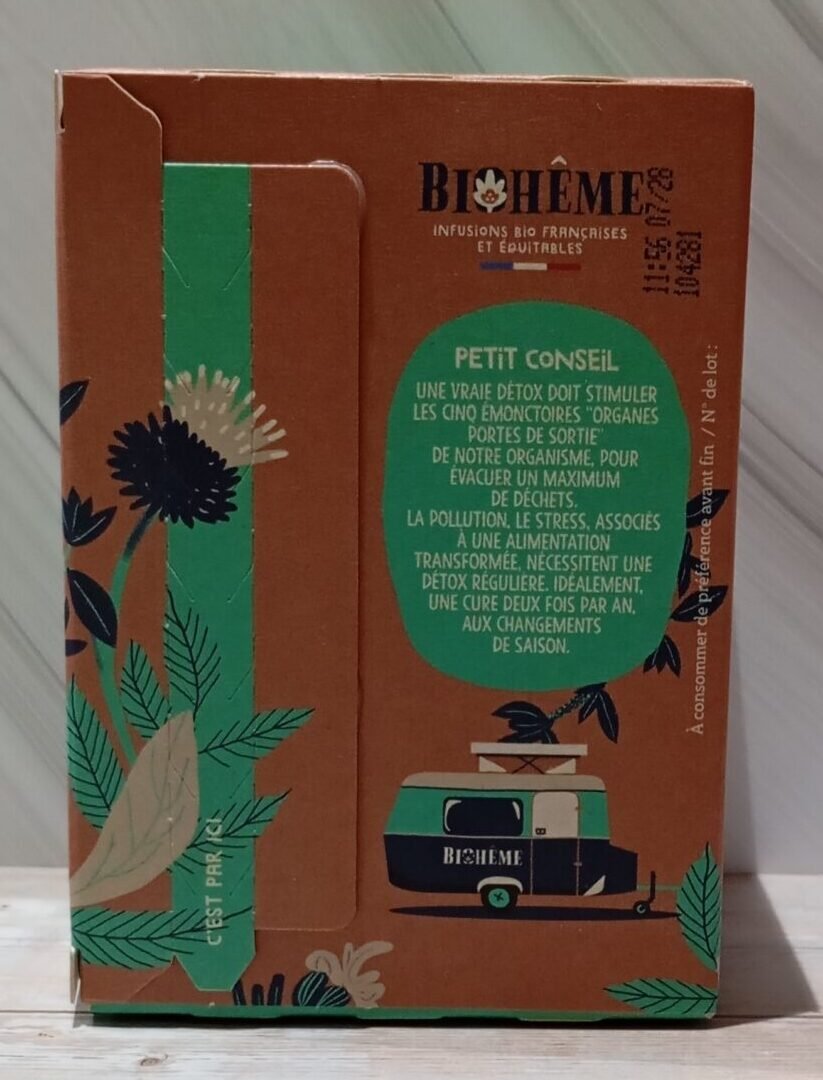 BIOHÊME
INFUSIONS BIO FRANÇAISES
ET ÉQUITABLES
11:56 07/28
104281
PETIT CONSEIL
UNE VRAIE DÉTOX DOIT STIMULER
LES CINQ ÉMONCTOIRES "ORGANES
PORTES DE SORTIE"
DE NOTRE ORGANISME, POUR
ÉVACUER UN MAXIMUM
DE DÉCHETS.
LA POLLUTION, LE STRESS, ASSOCIÉS
À UNE ALIMENTATION
TRANSFORMÉE, NÉCESSITENT UNE
DÉTOX RÉGULIÈRE. IDÉALEMENT,
UNE CURE DEUX FOIS PAR AN,
AUX CHANGEMENTS
DE SAISON.
À consommer de préférence avant fin / N° de lot :
BIOHÊME
C'EST PAR ICI